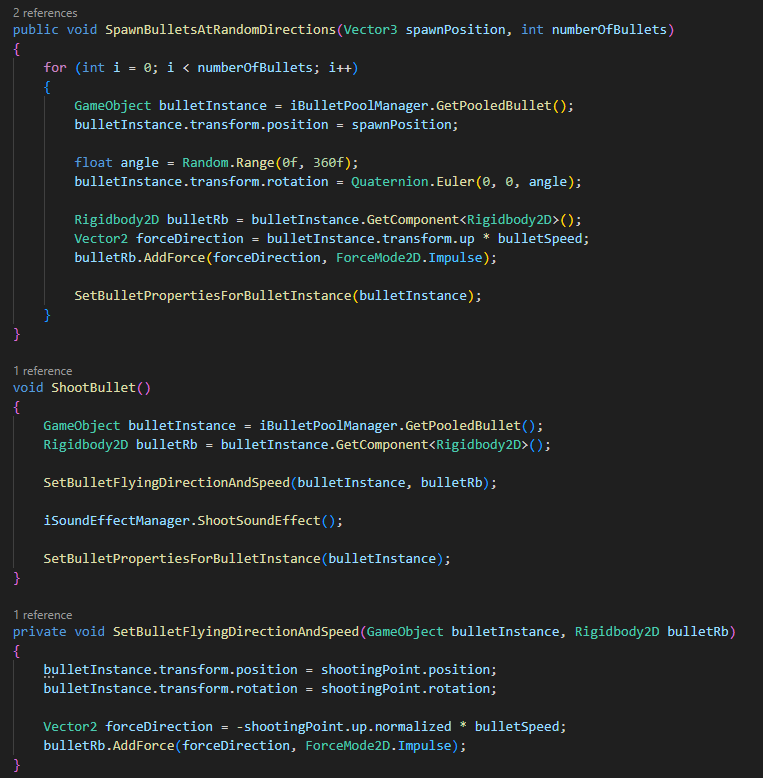 2 references
public void SpawnBulletsAtRandomDirections(Vector3 spawnPosition, int numberOfBullets)
{
    for (int i = 0; i < numberOfBullets; i++)
    {
        GameObject bulletInstance = iBulletPoolManager.GetPooledBullet();
        bulletInstance.transform.position = spawnPosition;

        float angle = Random.Range(0f, 360f);
        bulletInstance.transform.rotation = Quaternion.Euler(0, 0, angle);

        Rigidbody2D bulletRb = bulletInstance.GetComponent<Rigidbody2D>();
        Vector2 forceDirection = bulletInstance.transform.up * bulletSpeed;
        bulletRb.AddForce(forceDirection, ForceMode2D.Impulse);

        SetBulletPropertiesForBulletInstance(bulletInstance);
    }
}

1 reference
void ShootBullet()
{
    GameObject bulletInstance = iBulletPoolManager.GetPooledBullet();
    Rigidbody2D bulletRb = bulletInstance.GetComponent<Rigidbody2D>();

    SetBulletFlyingDirectionAndSpeed(bulletInstance, bulletRb);

    iSoundEffectManager.ShootSoundEffect();

    SetBulletPropertiesForBulletInstance(bulletInstance);
}

1 reference
private void SetBulletFlyingDirectionAndSpeed(GameObject bulletInstance, Rigidbody2D bulletRb)
{
    bulletInstance.transform.position = shootingPoint.position;
    bulletInstance.transform.rotation = shootingPoint.rotation;

    Vector2 forceDirection = -shootingPoint.up.normalized * bulletSpeed;
    bulletRb.AddForce(forceDirection, ForceMode2D.Impulse);
}